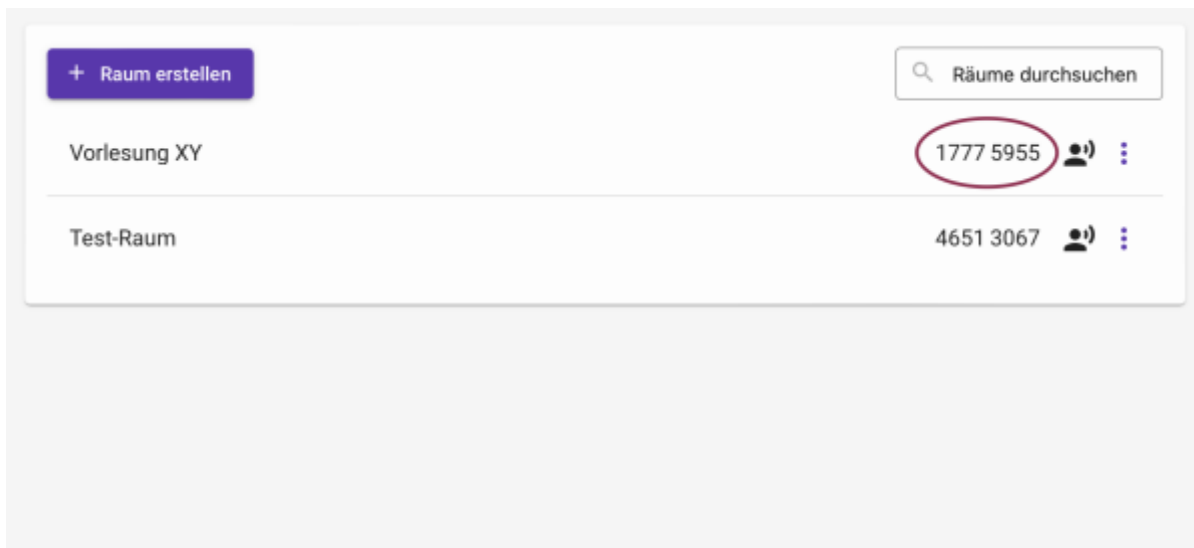 + Raum erstellen
Räume durchsuchen
Vorlesung XY 1777 5955
Test-Raum 4651 3067